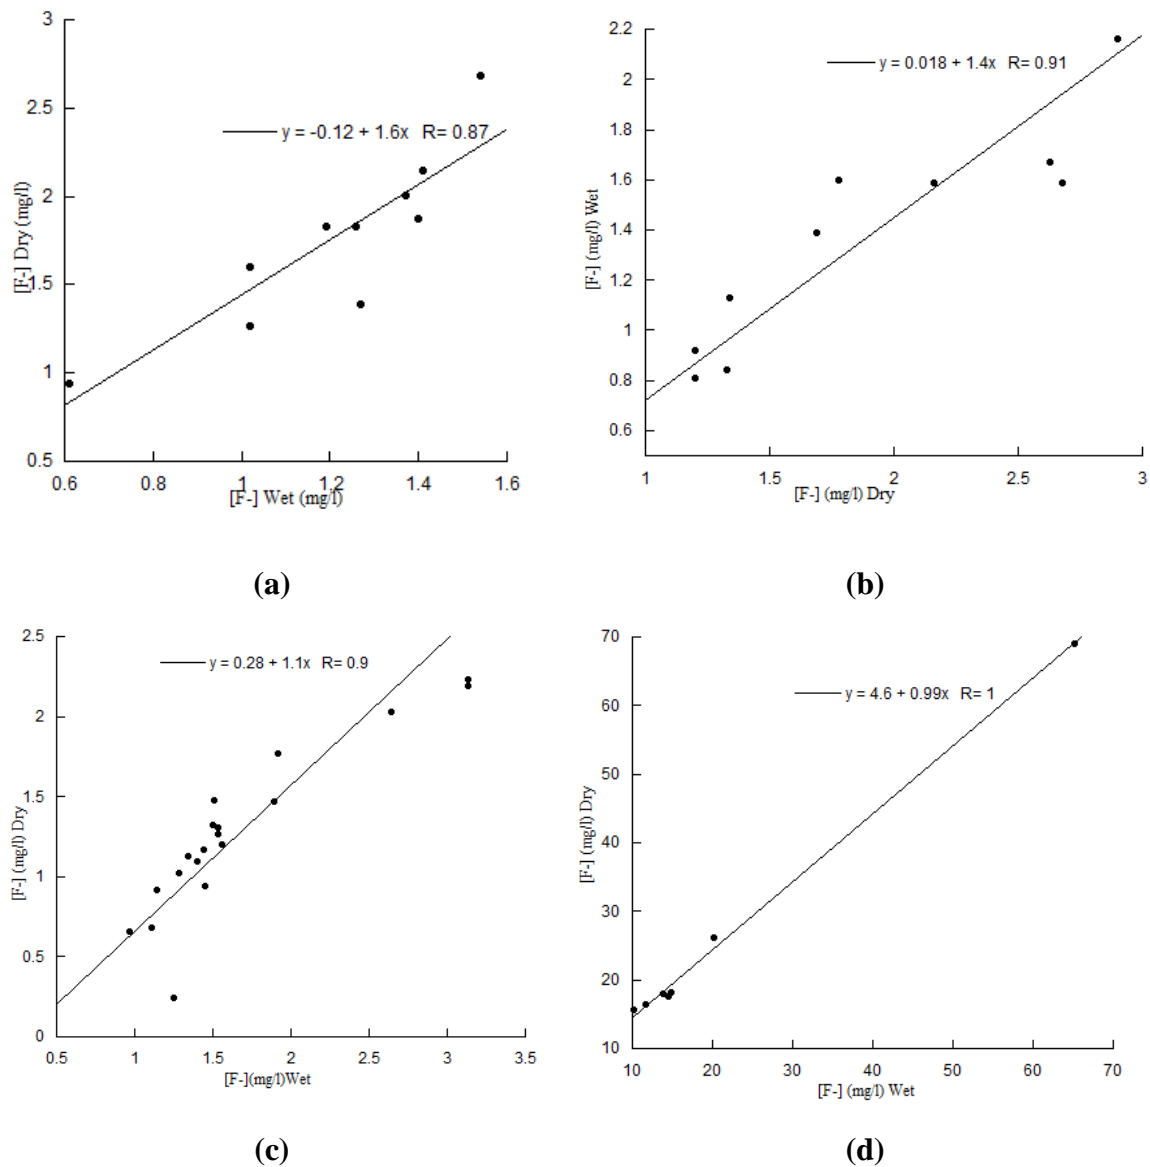 3
2.5
2
1.5
1
0.5
[F-] Dry (mg/l)
y = -0.12 + 1.6x R= 0.87
0.6 0.8 1 1.2 1.4 1.6
[F-] Wet (mg/l)
(a)
2.2
2
1.8
1.6
1.4
1.2
1
0.8
0.6
[F-] (mg/l) Wet
y = 0.018 + 1.4x R= 0.91
1 1.5 2 2.5 3
[F-] (mg/l) Dry
(b)
2.5
2
1.5
1
0.5
0
[F-] (mg/l) Dry
y = 0.28 + 1.1x R= 0.9
0.5 1 1.5 2 2.5 3 3.5
[F-](mg/l)Wet
(c)
70
60
50
40
30
20
10
[F-] (mg/l) Dry
y = 4.6 + 0.99x R= 1
10 20 30 40 50 60 70
[F-] (mg/l) Wet
(d)